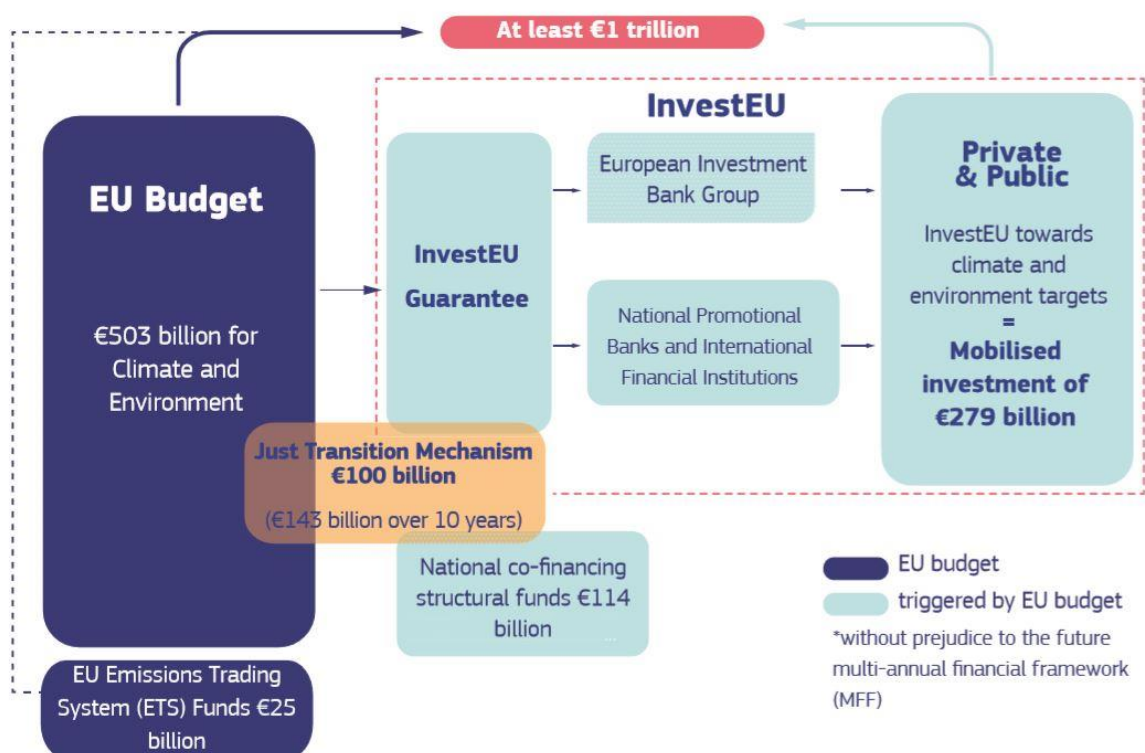 At least €1 trillion
EU Budget
€503 billion for
Climate and
Environment
InvestEU
InvestEU
Guarantee
European Investment
Bank Group
National Promotional
Banks and International
Financial Institutions
Private
& Public
InvestEU towards
climate and
environment targets
=
Mobilised
investment of
€279 billion
Just Transition Mechanism
€100 billion
(€143 billion over 10 years)
National co-financing
structural funds €114
billion
...
EU Emissions Trading
System (ETS) Funds €25
billion
EU budget
triggered by EU budget
*without prejudice to the future
multi-annual financial framework
(MFF)